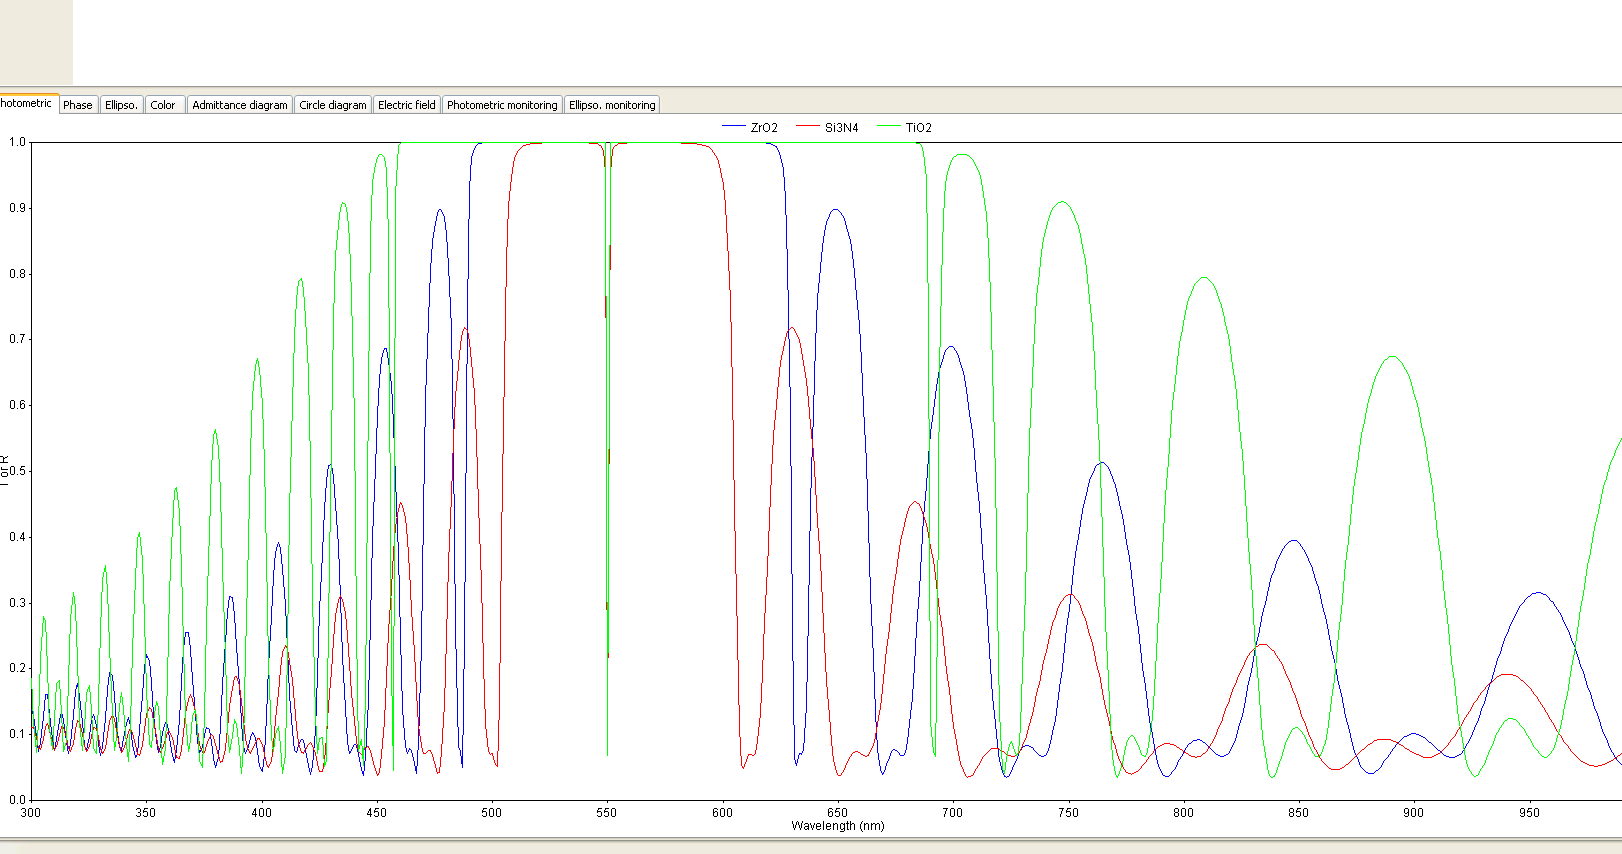 hotometric Phase Ellipso. Color Admittance diagram Circle diagram Electric field Photometric monitoring Ellipso. monitoring
ZrO2 Si3N4 TiO2
1.0
0.9
0.8
0.7
0.6
0.5
0.4
0.3
0.2
0.1
0.0
or R
300 350 400 450 500 550 600 650 700 750 800 850 900 950
Wavelength (nm)